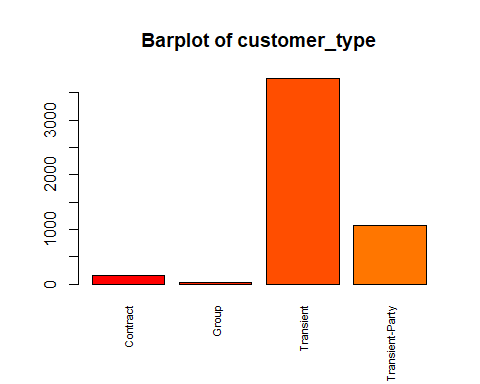 Barplot of customer_type
3000
2000
1000
0
Contract
Group
Transient
Transient-Party